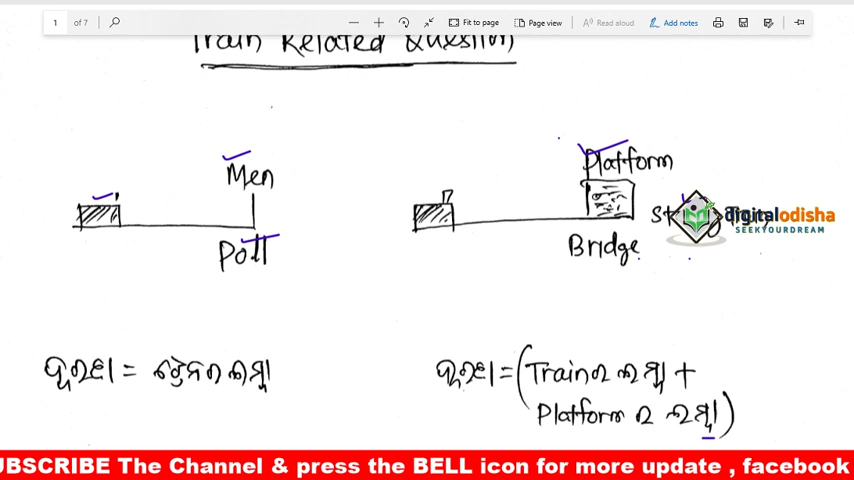 1 of 7 Fit to page Page view Read aloud Add notes
Train Related Question
Men
Poll
Platform
Bridge
digitalodisha
SEEKYOURDREAM
ଦୂରତା = ଟ୍ରେନର ଲମ୍ବା
ଦୂରତା = (Trainର ଲମ୍ବା +
Platform ର ଲମ୍ବା)
UBSCRIBE The Channel & press the BELL icon for more update , facebook